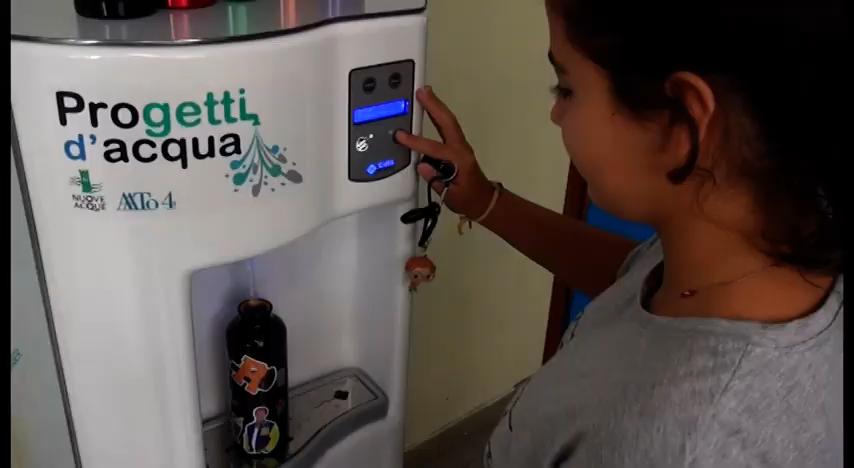 Progetti
d'acqua
NUOVE
ACQUE
AATO 4